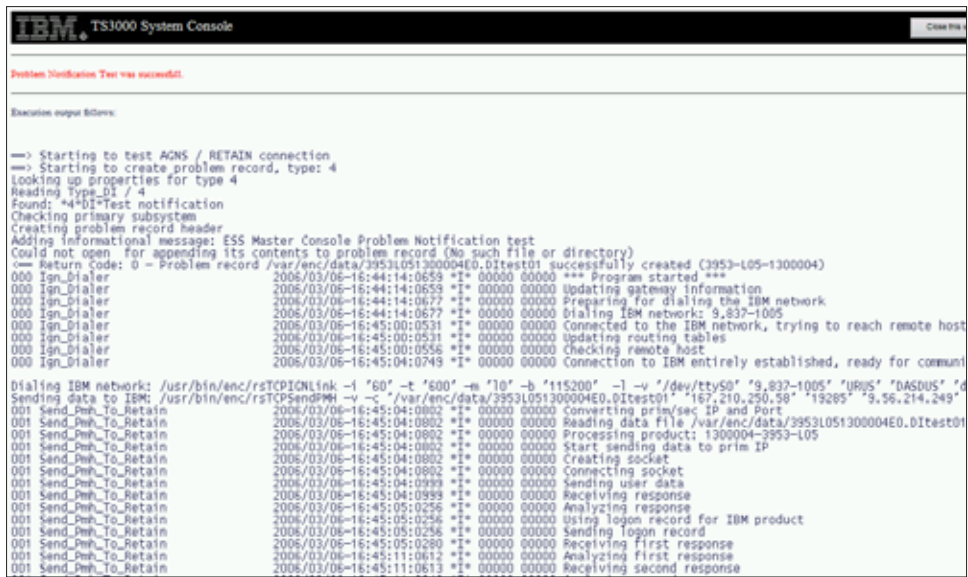 IBM. TS3000 System Console
Close this
Problem Notification Test was successfull.
Execution output follows:
==> Starting to test AGNS / RETAIN connection
==> Starting to create problem record, type: 4
Looking up properties for type 4
Reading Type_DI / 4
Found: *4*DI*Test notification
Checking primary subsystem
Creating problem record header
Adding informational message: ESS Master Console Problem Notification test
Could not open  for appending its contents to problem record (No such file or directory)
<== Return Code: 0 - Problem record /var/enc/data/3953L051300004E0.DItest01 successfully created (3953-L05-1300004)
000 Ign_Dialer 2006/03/06-16:44:14:0659 *I* 00000 00000 *** Program started ***
000 Ign_Dialer 2006/03/06-16:44:14:0659 *I* 00000 00000 Updating gateway information
000 Ign_Dialer 2006/03/06-16:44:14:0677 *I* 00000 00000 Preparing for dialing the IBM network
000 Ign_Dialer 2006/03/06-16:44:14:0677 *I* 00000 00000 Dialing IBM network: 9,837-1005
000 Ign_Dialer 2006/03/06-16:45:00:0531 *I* 00000 00000 Connected to the IBM network, trying to reach remote host
000 Ign_Dialer 2006/03/06-16:45:00:0531 *I* 00000 00000 Updating routing tables
000 Ign_Dialer 2006/03/06-16:45:00:0556 *I* 00000 00000 Checking remote host
000 Ign_Dialer 2006/03/06-16:45:04:0749 *I* 00000 00000 Connection to IBM entirely established, ready for communi
Dialing IBM network: /usr/bin/enc/rsTCPIGNLink -i "60" -t "600" -m "10" -b "115200" -l -v "/dev/ttyS0" "9,837-1005" "URUS" "DASDUS" "d
Sending data to IBM: /usr/bin/enc/rsTCPSendPMH -v -c "/var/enc/data/3953L051300004E0.DItest01" "167.210.250.58" "19285" "9.56.214.249"
001 Send_Pmh_To_Retain 2006/03/06-16:45:04:0802 *I* 00000 00000 Converting prim/sec IP and Port
001 Send_Pmh_To_Retain 2006/03/06-16:45:04:0802 *I* 00000 00000 Reading data file /var/enc/data/3953L051300004E0.DItest01
001 Send_Pmh_To_Retain 2006/03/06-16:45:04:0802 *I* 00000 00000 Processing product: 1300004-3953-L05
001 Send_Pmh_To_Retain 2006/03/06-16:45:04:0802 *I* 00000 00000 Start sending data to prim IP
001 Send_Pmh_To_Retain 2006/03/06-16:45:04:0802 *I* 00000 00000 Creating socket
001 Send_Pmh_To_Retain 2006/03/06-16:45:04:0802 *I* 00000 00000 Connecting socket
001 Send_Pmh_To_Retain 2006/03/06-16:45:04:0999 *I* 00000 00000 Sending user data
001 Send_Pmh_To_Retain 2006/03/06-16:45:04:0999 *I* 00000 00000 Receiving response
001 Send_Pmh_To_Retain 2006/03/06-16:45:05:0256 *I* 00000 00000 Analyzing response
001 Send_Pmh_To_Retain 2006/03/06-16:45:05:0256 *I* 00000 00000 Using logon record for IBM product
001 Send_Pmh_To_Retain 2006/03/06-16:45:05:0256 *I* 00000 00000 Sending logon record
001 Send_Pmh_To_Retain 2006/03/06-16:45:05:0280 *I* 00000 00000 Receiving first response
001 Send_Pmh_To_Retain 2006/03/06-16:45:11:0612 *I* 00000 00000 Analyzing first response
001 Send_Pmh_To_Retain 2006/03/06-16:45:11:0613 *I* 00000 00000 Receiving second response